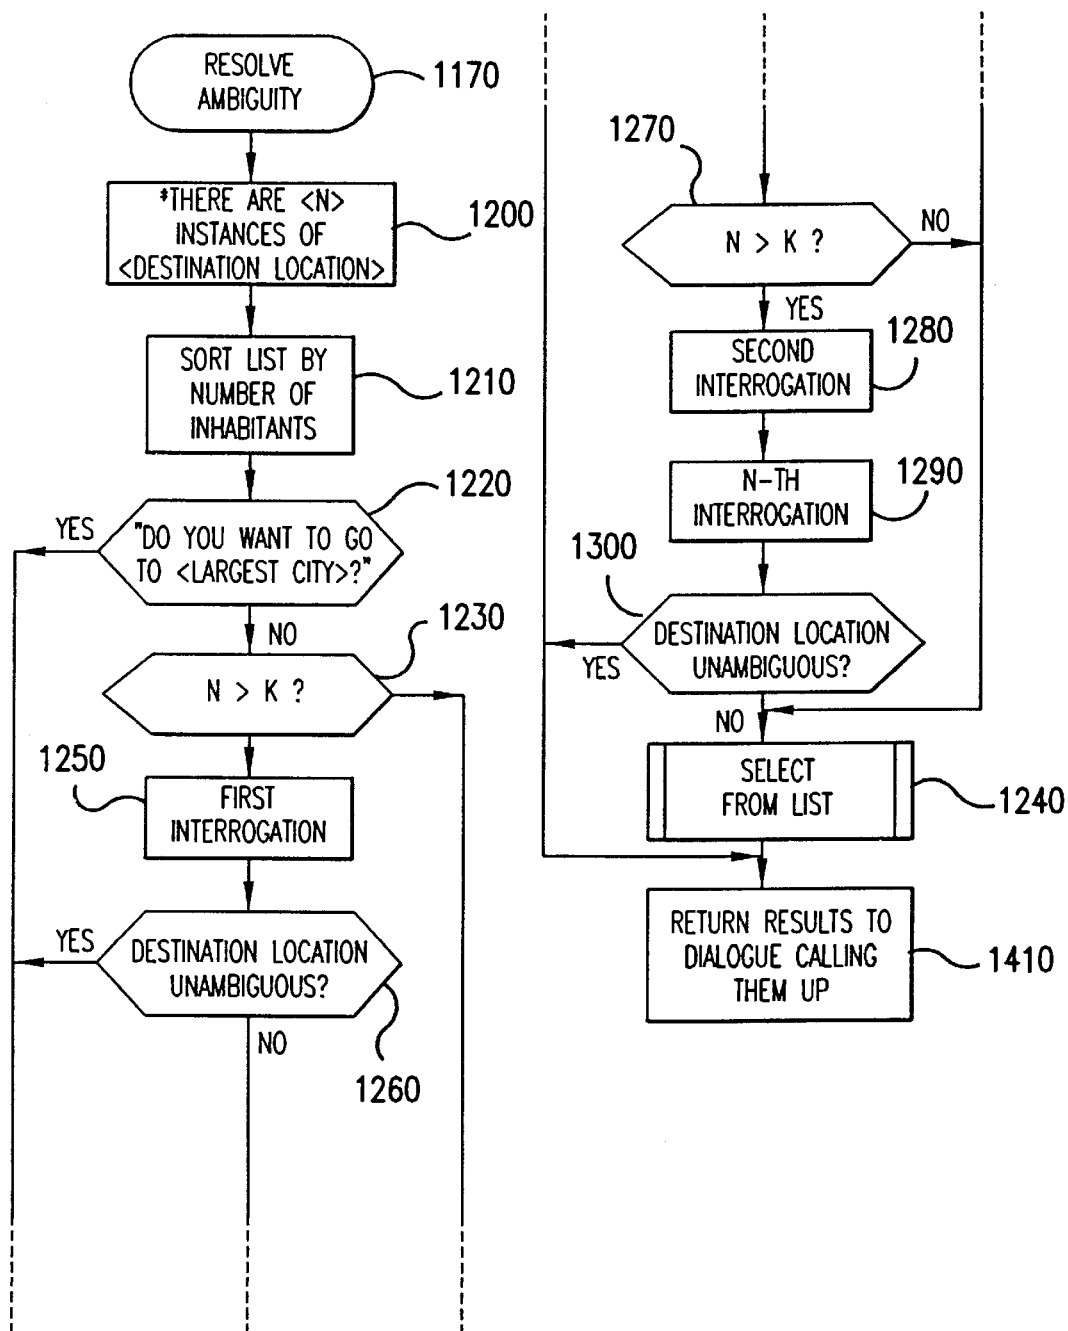 RESOLVE
AMBIGUITY
1170
"THERE ARE <N>
INSTANCES OF
<DESTINATION LOCATION>
1200
SORT LIST BY
NUMBER OF
INHABITANTS
1210
1220
YES
"DO YOU WANT TO GO
TO <LARGEST CITY>?"
NO
1230
N > K ?
1250
FIRST
INTERROGATION
YES
DESTINATION LOCATION
UNAMBIGUOUS?
NO
1260
1270
N > K ?
NO
YES
1280
SECOND
INTERROGATION
N-TH
INTERROGATION
1290
1300
DESTINATION LOCATION
UNAMBIGUOUS?
YES
NO
SELECT
FROM LIST
1240
RETURN RESULTS TO
DIALOGUE CALLING
THEM UP
1410